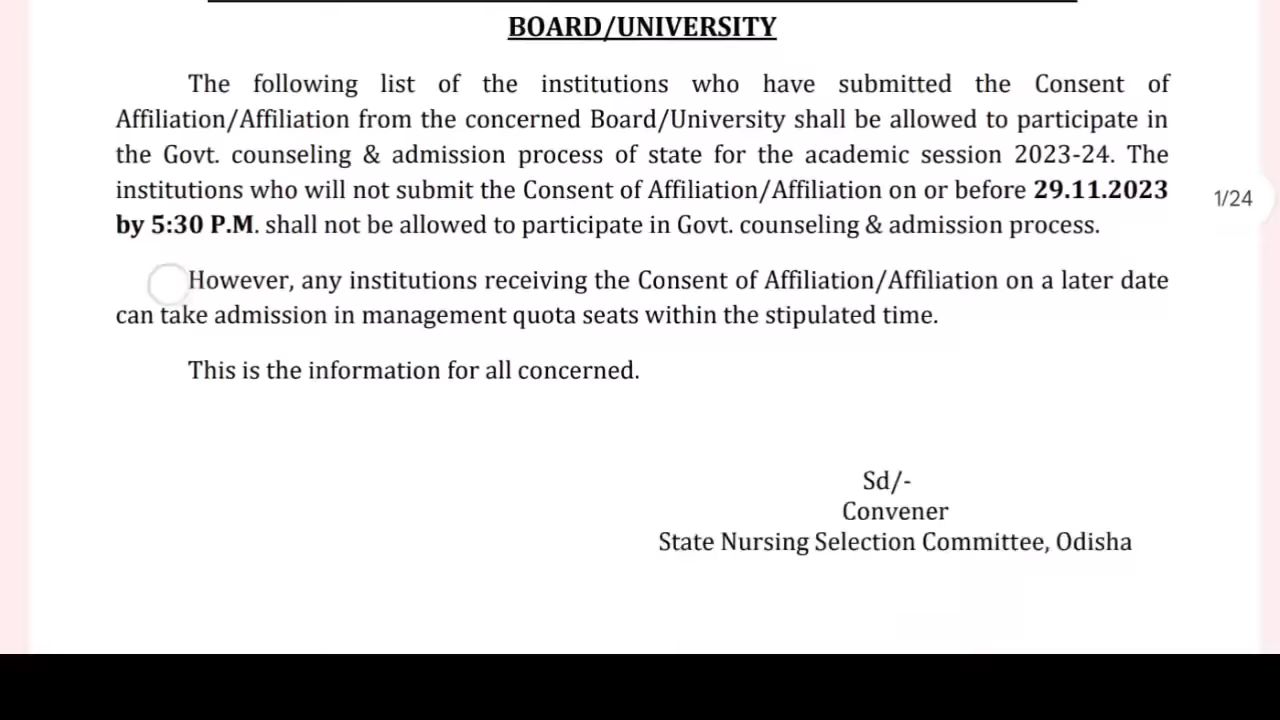 BOARD/UNIVERSITY
The following list of the institutions who have submitted the Consent of
Affiliation/Affiliation from the concerned Board/University shall be allowed to participate in
the Govt. counseling & admission process of state for the academic session 2023-24. The
institutions who will not submit the Consent of Affiliation/Affiliation on or before 29.11.2023
by 5:30 P.M. shall not be allowed to participate in Govt. counseling & admission process.
1/24
However, any institutions receiving the Consent of Affiliation/Affiliation on a later date
can take admission in management quota seats within the stipulated time.
This is the information for all concerned.
Sd/-
Convener
State Nursing Selection Committee, Odisha